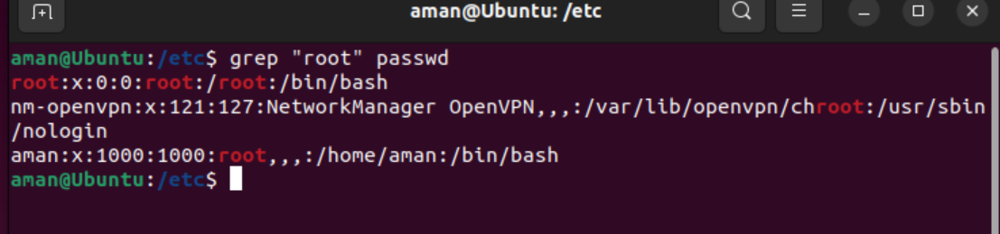 aman@Ubuntu: /etc
aman@Ubuntu:/etc$ grep "root" passwd
root:x:0:0:root:/root:/bin/bash
nm-openvpn:x:121:127:NetworkManager OpenVPN,,,:/var/lib/openvpn/chroot:/usr/sbin
/nologin
aman:x:1000:1000:root,,,:/home/aman:/bin/bash
aman@Ubuntu:/etc$